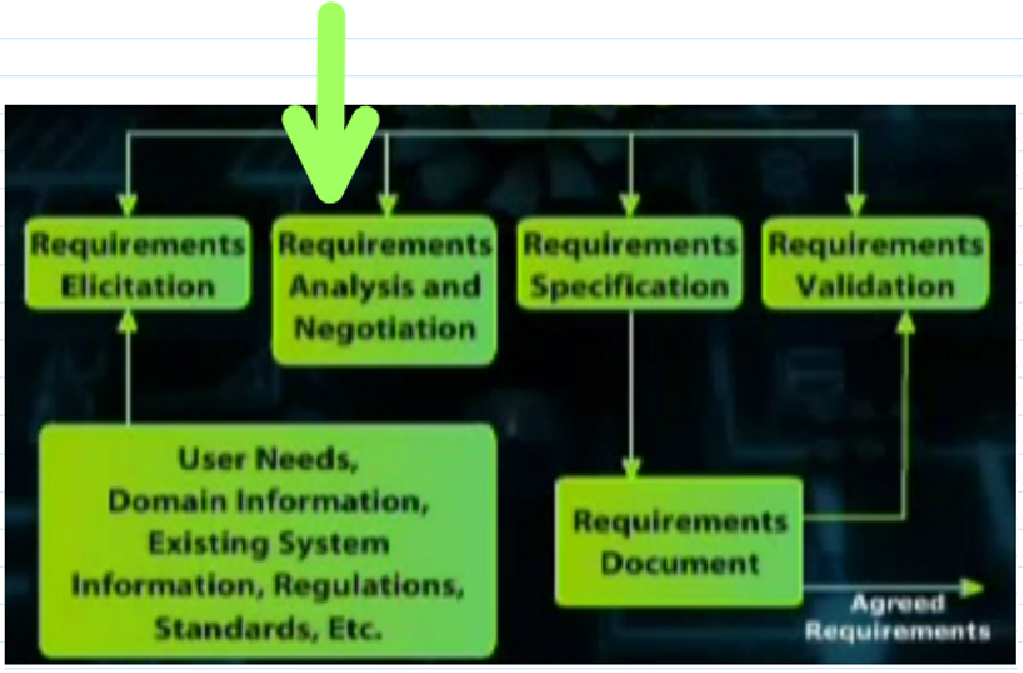 Requirements
Elicitation
Requirements
Analysis and
Negotiation
Requirements
Specification
Requirements
Validation
User Needs,
Domain Information,
Existing System
Information, Regulations,
Standards, Etc.
Requirements
Document
Agreed
Requirements